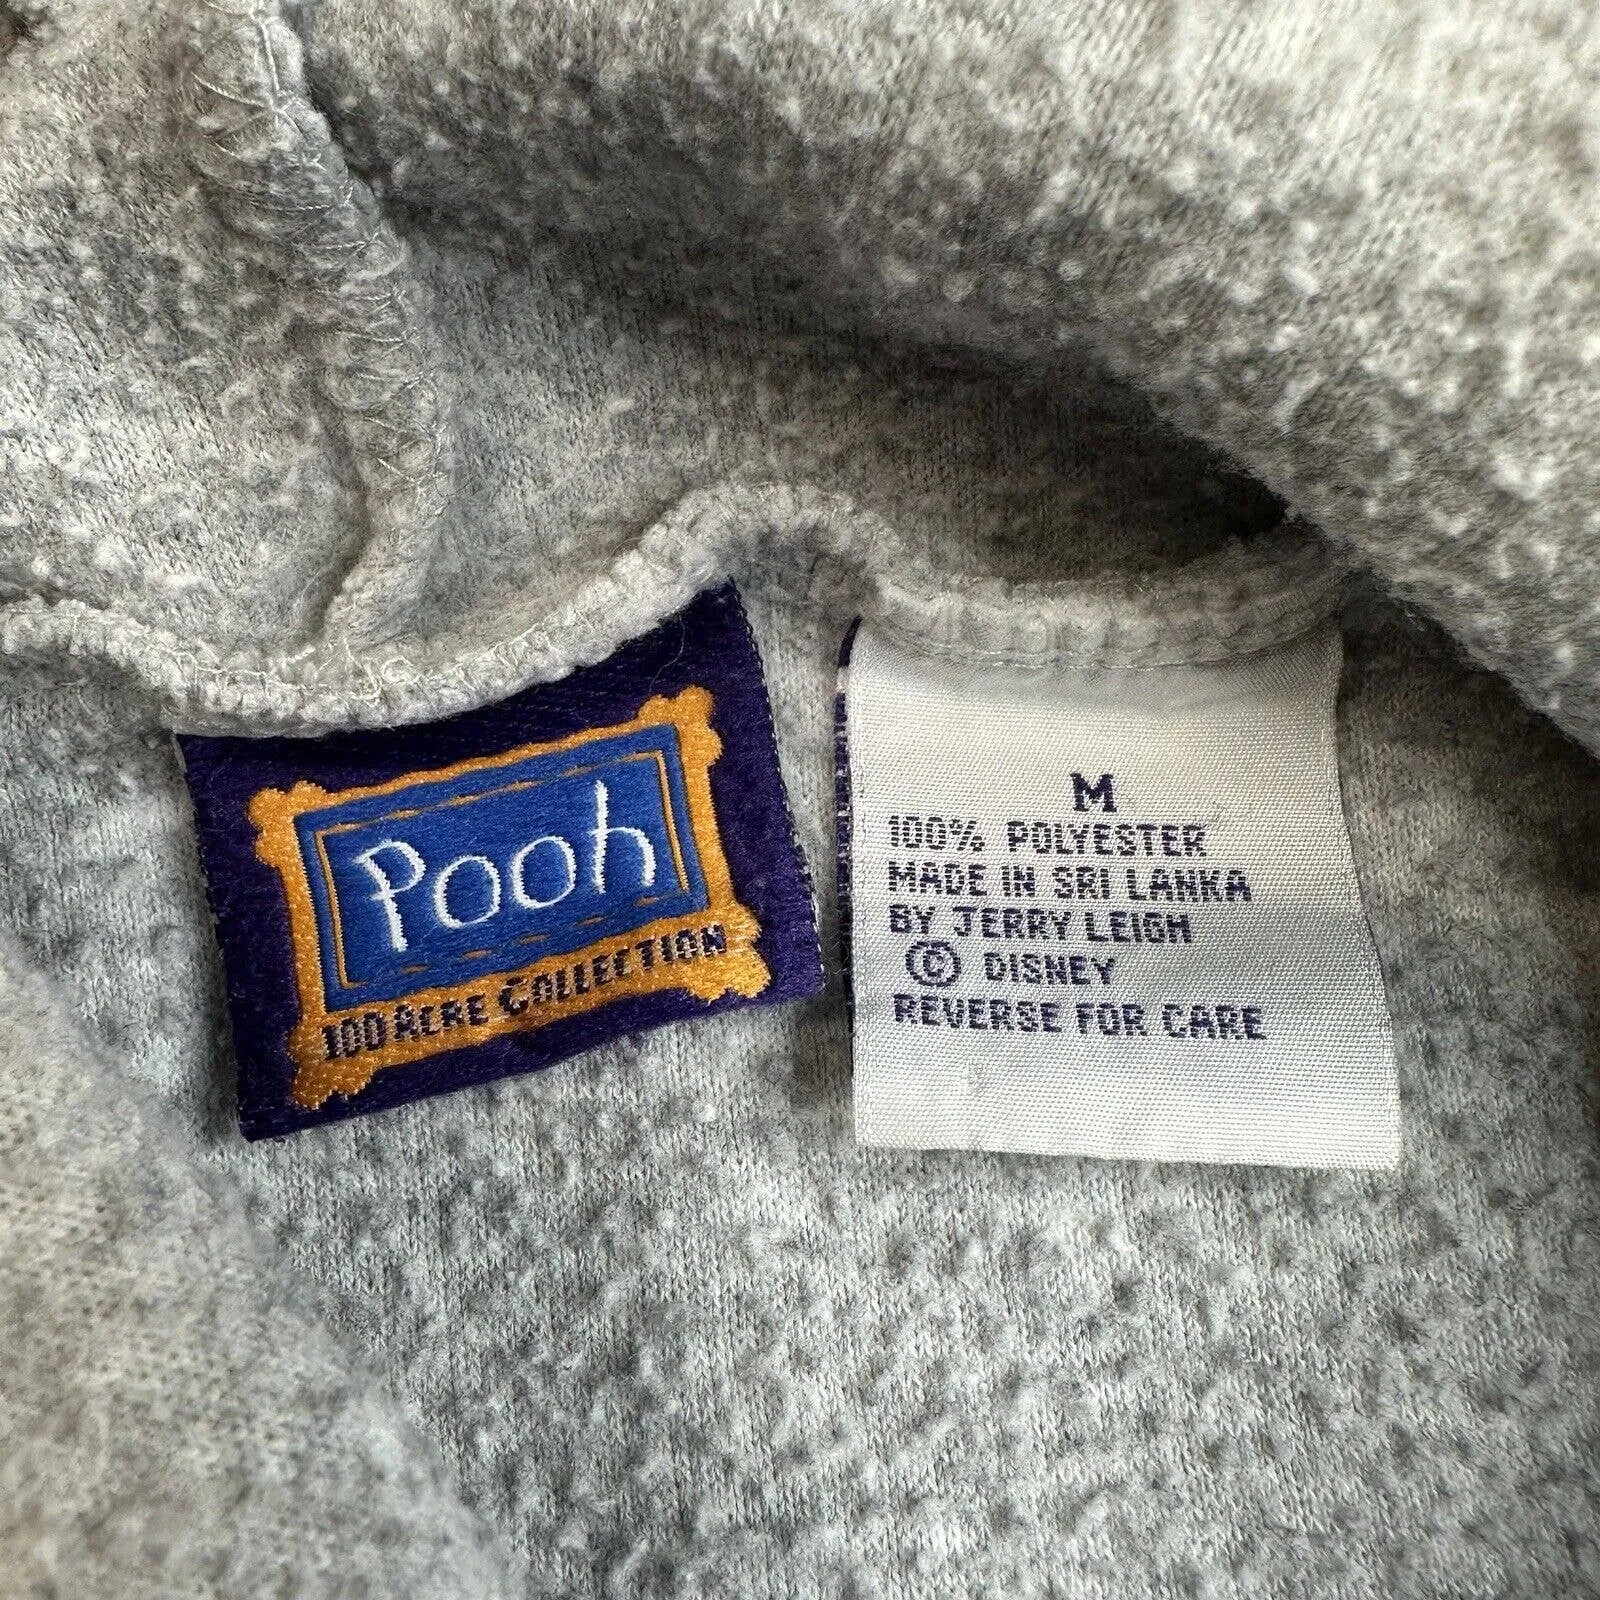 Pooh
100 ACRE COLLECTION
M
100% POLYESTER
MADE IN SRI LANKA
BY JERRY LEIGH
© DISNEY
REVERSE FOR CARE